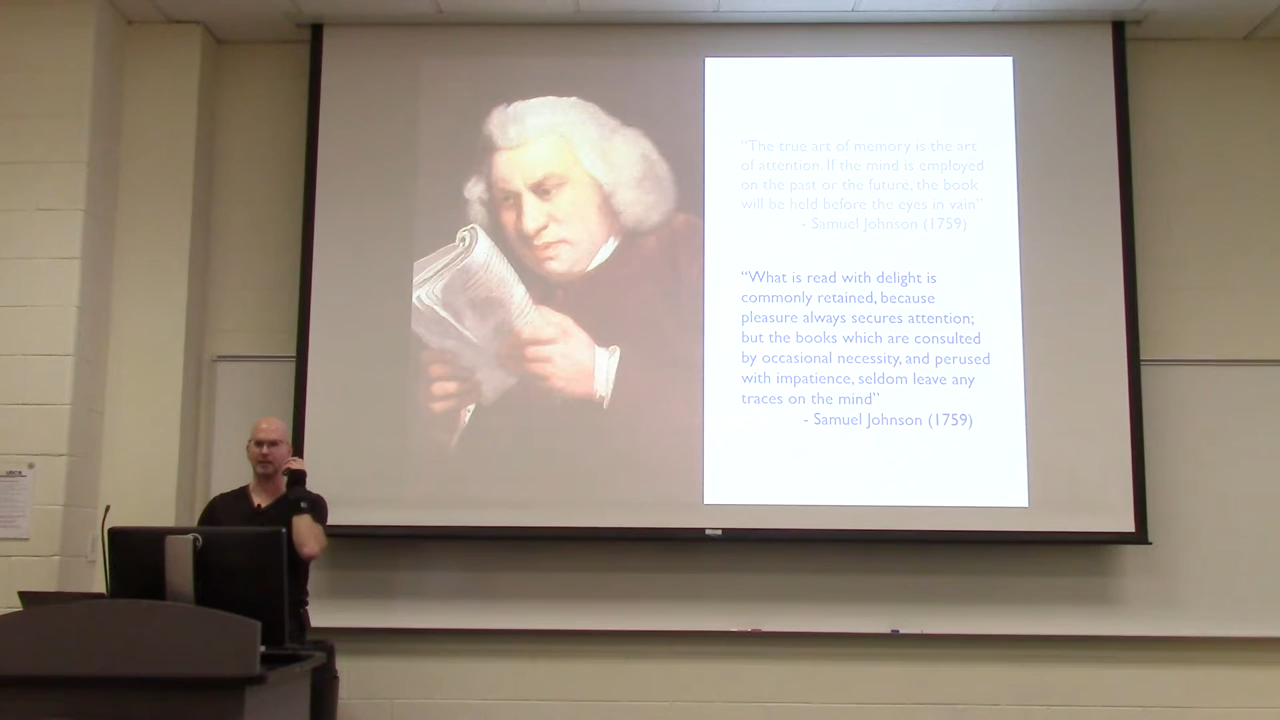 “The true art of memory is the art
of attention. If the mind is employed
on the past or the future, the book
will be held before the eyes in vain”
- Samuel Johnson (1759)
“What is read with delight is
commonly retained, because
pleasure always secures attention;
but the books which are consulted
by occasional necessity, and perused
with impatience, seldom leave any
traces on the mind”
- Samuel Johnson (1759)